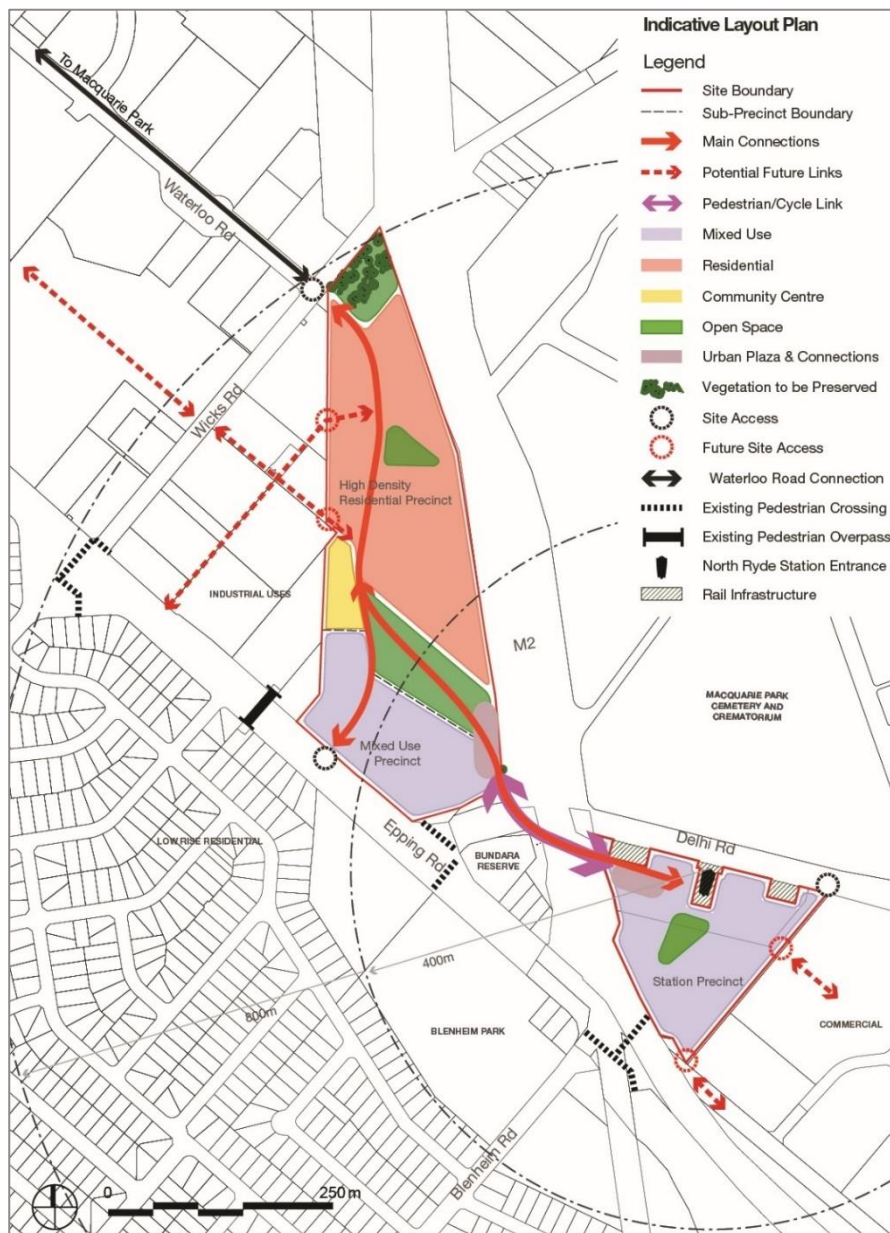 Indicative Layout Plan
Legend
Site Boundary
Sub-Precinct Boundary
Main Connections
Potential Future Links
Pedestrian/Cycle Link
Mixed Use
Residential
Community Centre
Open Space
Urban Plaza & Connections
Vegetation to be Preserved
Site Access
Future Site Access
Waterloo Road Connection
Existing Pedestrian Crossing
Existing Pedestrian Overpass
North Ryde Station Entrance
Rail Infrastructure
To Macquarie Park
Waterloo Rd
Wicks Rd
High Density
Residential Precinct
INDUSTRIAL USES
M2
MACQUARIE PARK
CEMETERY AND
CREMATORIUM
Mixed Use
Precinct
LOW RISE RESIDENTIAL
Epping Rd
BUNDARA
RESERVE
Delhi Rd
400m
800m
Station Precinct
COMMERCIAL
BLENHEIM PARK
Blenheim Rd
0
250 m